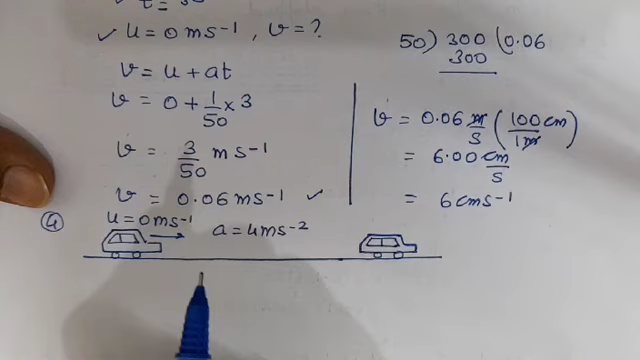 t = 3s
✓ u = 0 ms⁻¹ , v = ?
v = u + at
v = 0 + 1/50 × 3
v = 3/50 ms⁻¹
v = 0.06 ms⁻¹ ✓
50) 300 (0.06
300
v = 0.06 m/s (100 cm/1m)
= 6.00 cm/s
= 6 cms⁻¹
④ u = 0 ms⁻¹
a = 4 ms⁻²